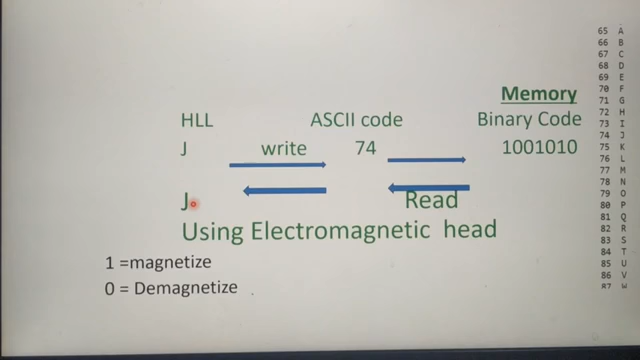 Memory
HLL ASCII code Binary Code
J write 74 1001010
J Read
Using Electromagnetic head
1 =magnetize
0 = Demagnetize
65 A
66 B
67 C
68 D
69 E
70 F
71 G
72 H
73 I
74 J
75 K
76 L
77 M
78 N
79 O
80 P
81 Q
82 R
83 S
84 T
85 U
86 V
87 W